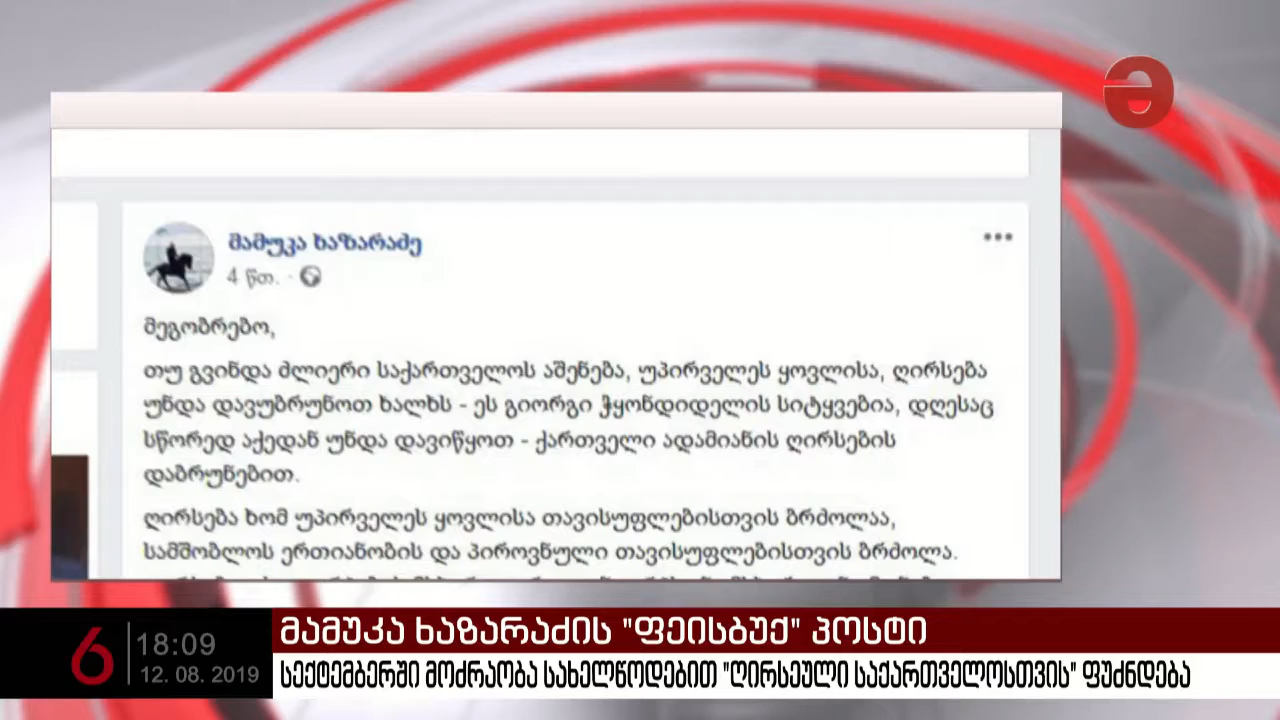 ə
მამუკა ხაზარაძე
4 წთ. ·
მეგობრებო,
თუ გვინდა ძლიერი საქართველოს აშენება, უპირველეს ყოვლისა, ღირსება
უნდა დავუბრუნოთ ხალხს - ეს გიორგი ჭყონდიდელის სიტყვებია, დღესაც
სწორედ აქედან უნდა დავიწყოთ - ქართველი ადამიანის ღირსების
დაბრუნებით.
ღირსება ხომ უპირველეს ყოვლისა თავისუფლებისთვის ბრძოლაა,
სამშობლოს ერთიანობის და პიროვნული თავისუფლებისთვის ბრძოლა.
6
18:09
12. 08. 2019
მამუკა ხაზარაძის "ფეისბუქ" პოსტი
სექტემბერში მოძრაობა სახელწოდებით "ღირსეული საქართველოსთვის" ფუძნდება